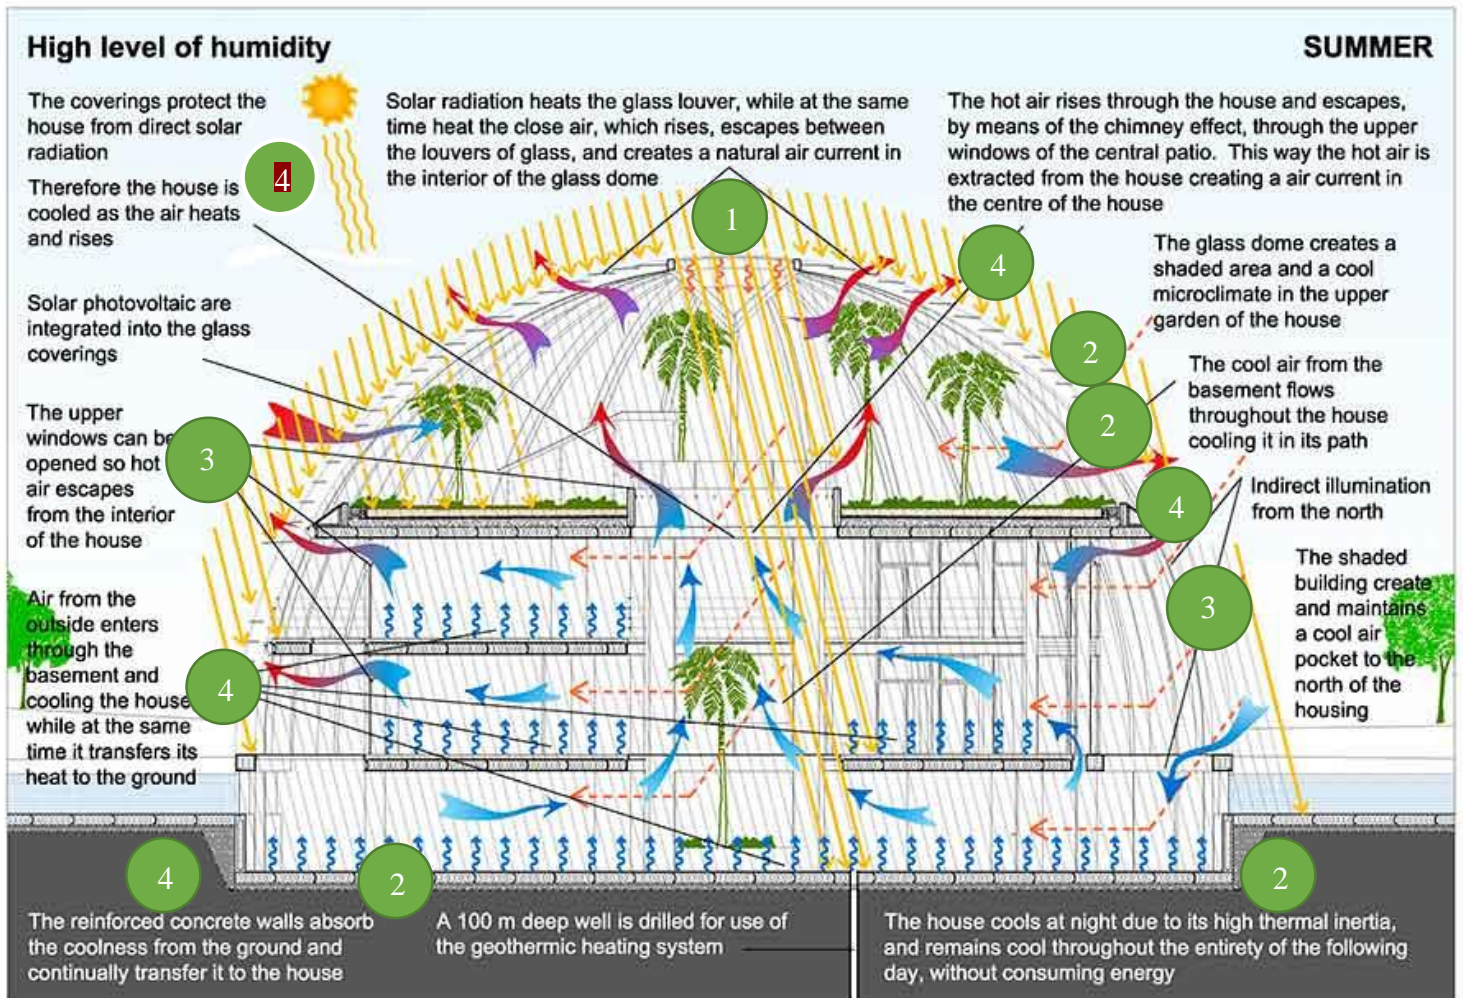 High level of humidity
SUMMER
The coverings protect the
house from direct solar
radiation
Therefore the house is
cooled as the air heats
and rises
4
Solar radiation heats the glass louver, while at the same
time heat the close air, which rises, escapes between
the louvers of glass, and creates a natural air current in
the interior of the glass dome
1
The hot air rises through the house and escapes,
by means of the chimney effect, through the upper
windows of the central patio. This way the hot air is
extracted from the house creating a air current in
the centre of the house
4
The glass dome creates a
shaded area and a cool
microclimate in the upper
garden of the house
2
Solar photovoltaic are
integrated into the glass
coverings
The cool air from the
basement flows
throughout the house
cooling it in its path
2
The upper
windows can be
opened so hot
air escapes
from the interior
of the house
3
4
Indirect illumination
from the north
3
The shaded
building create
and maintains
a cool air
pocket to the
north of the
housing
Air from the
outside enters
through the
basement and
cooling the house
while at the same
time it transfers its
heat to the ground
4
4
The reinforced concrete walls absorb
the coolness from the ground and
continually transfer it to the house
2
A 100 m deep well is drilled for use of
the geothermic heating system
2
The house cools at night due to its high thermal inertia,
and remains cool throughout the entirety of the following
day, without consuming energy